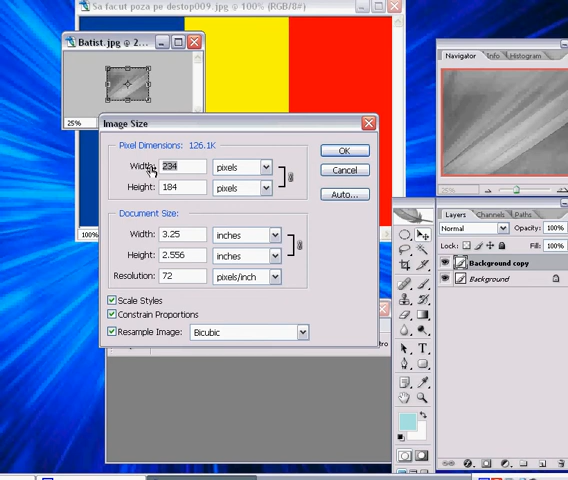 Sa facut poza pe destop009.jpg @ 100% (RGB/8#)
Batist.jpg @ 2...
25%
Image Size
Pixel Dimensions: 126.1K
Width: 234 pixels
Height: 184 pixels
OK
Cancel
Auto...
Document Size:
Width: 3.25 inches
Height: 2.556 inches
Resolution: 72 pixels/inch
Scale Styles
Constrain Proportions
Resample Image: Bicubic
100%
Navigator Info Histogram
25%
Layers Channels Paths
Normal Opacity: 100%
Lock: Fill: 100%
Background copy
Background
T